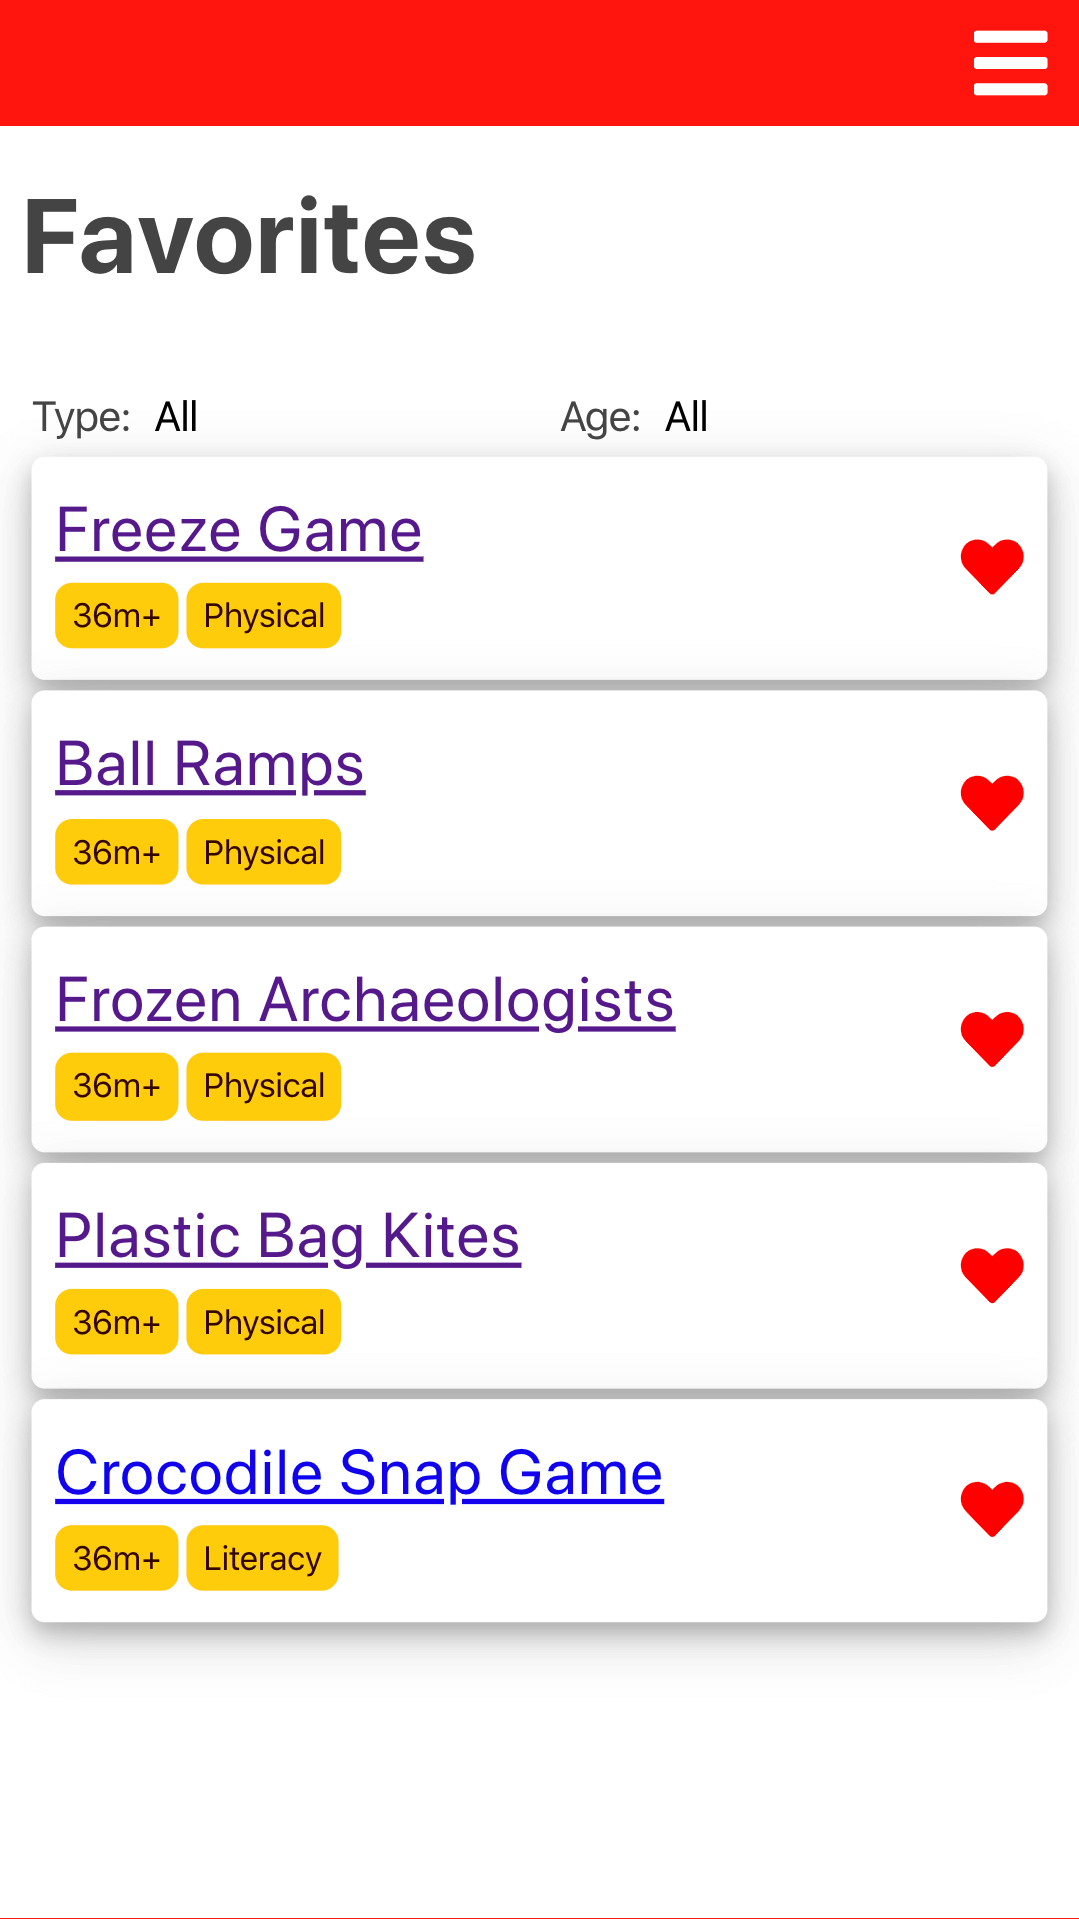 Favorites
Type: All Age: All
Freeze Game
36m+ Physical
Ball Ramps
36m+ Physical
Frozen Archaeologists
36m+ Physical
Plastic Bag Kites
36m+ Physical
Crocodile Snap Game
36m+ Literacy